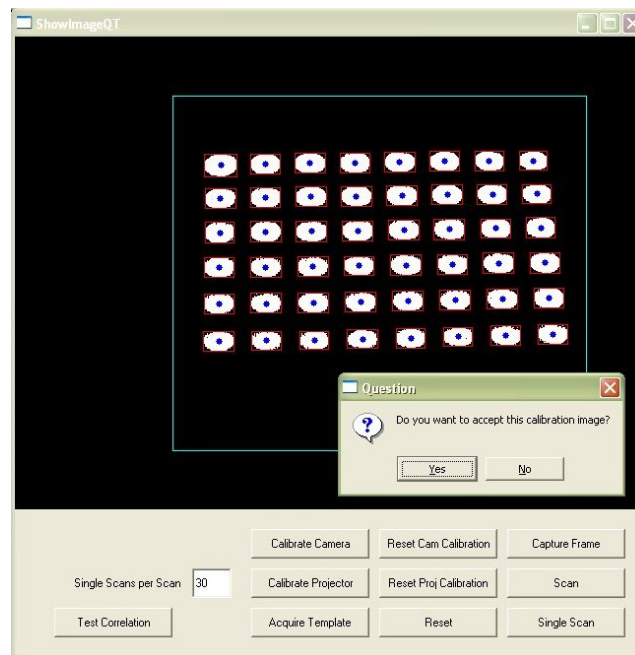 ShowImageQT
Question
Do you want to accept this calibration image?
Yes No
Calibrate Camera Reset Cam Calibration Capture Frame
Single Scans per Scan 30 Calibrate Projector Reset Proj Calibration Scan
Test Correlation Acquire Template Reset Single Scan